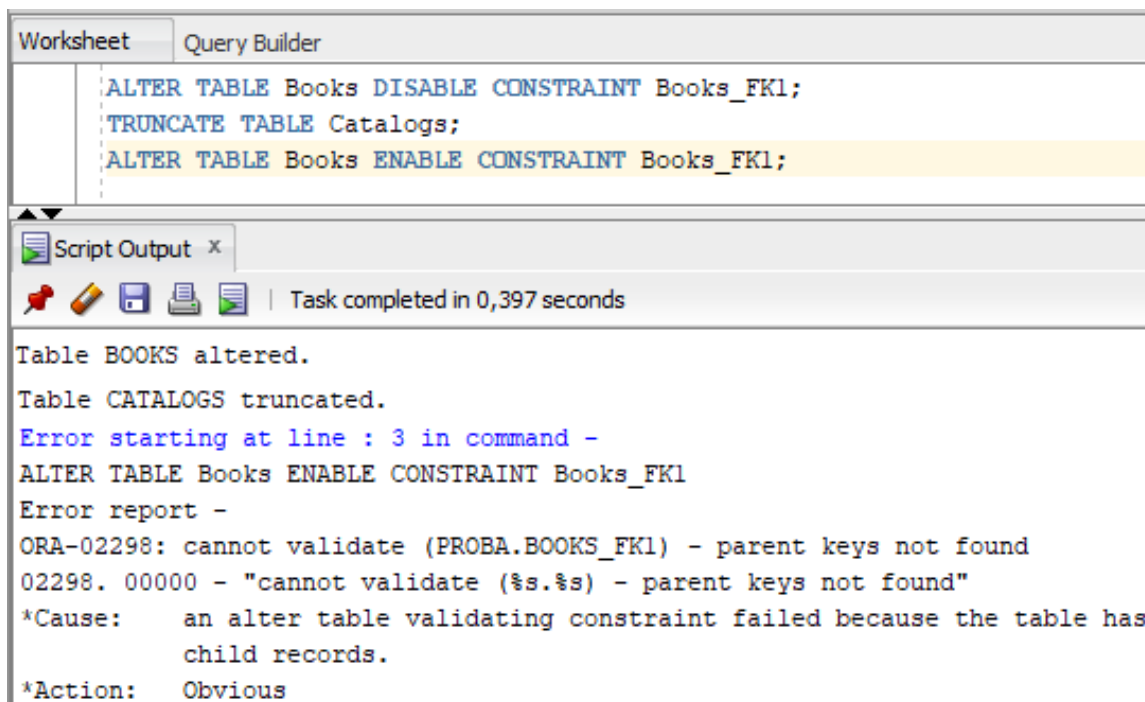 Worksheet Query Builder
ALTER TABLE Books DISABLE CONSTRAINT Books_FK1;
TRUNCATE TABLE Catalogs;
ALTER TABLE Books ENABLE CONSTRAINT Books_FK1;
Script Output x
Task completed in 0,397 seconds
Table BOOKS altered.
Table CATALOGS truncated.
Error starting at line : 3 in command -
ALTER TABLE Books ENABLE CONSTRAINT Books_FK1
Error report -
ORA-02298: cannot validate (PROBA.BOOKS_FK1) - parent keys not found
02298. 00000 - "cannot validate (%s.%s) - parent keys not found"
*Cause: an alter table validating constraint failed because the table has
child records.
*Action: Obvious